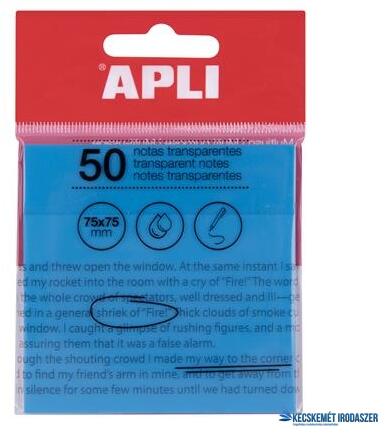 ® APLI
50 notas transparentes
transparent notes
notes transparentes
75x75
mm
s and threw open the window. At the same instant I sa
ed my rocket into the room with a cry of "Fire!" The word
the whole crowd of spectators, well dressed and ill—ge
ed in a general shriek of "Fire!" Thick clouds of smoke cu
window. I caught a glimpse of rushing figures, and a mo
assuring them that it was a false alarm.
ough the shouting crowd I made my way to the corner
d to find my friend's arm in mine, and to get away from t
n silence for some few minutes until we had turned dow
KECSKEMÉT IRODASZER